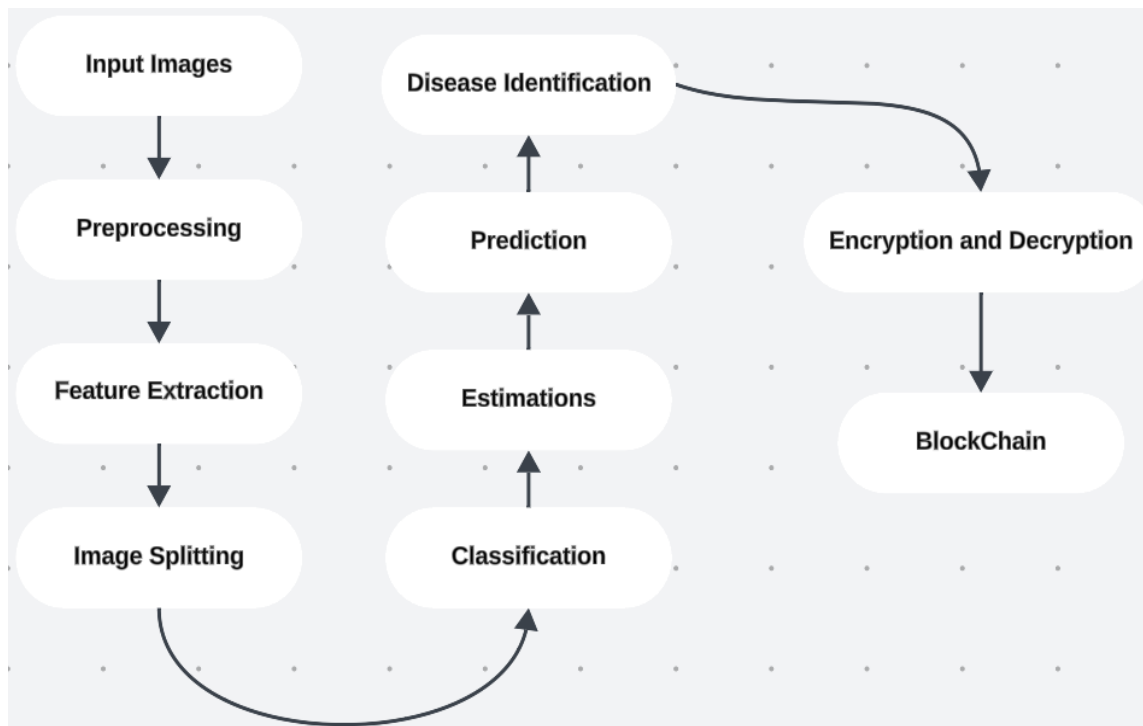 Input Images
Preprocessing
Feature Extraction
Image Splitting
Classification
Estimations
Prediction
Disease Identification
Encryption and Decryption
BlockChain